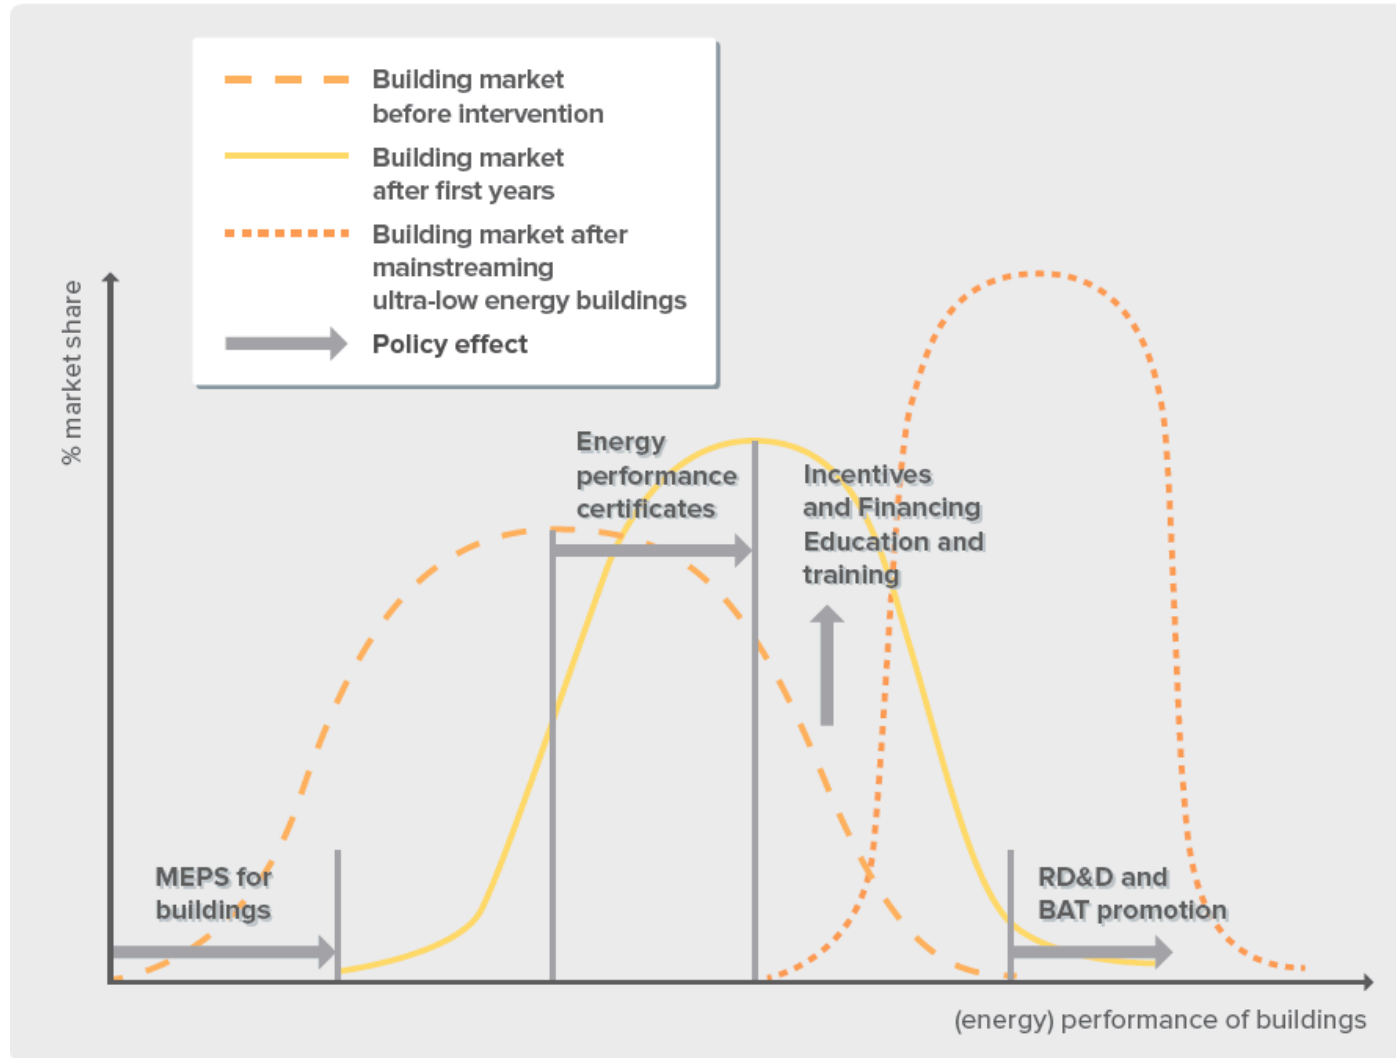 Building market
before intervention
Building market
after first years
Building market after
mainstreaming
ultra-low energy buildings
Policy effect
% market share
Energy
performance
certificates
Incentives
and Financing
Education and
training
MEPS for
buildings
RD&D and
BAT promotion
(energy) performance of buildings